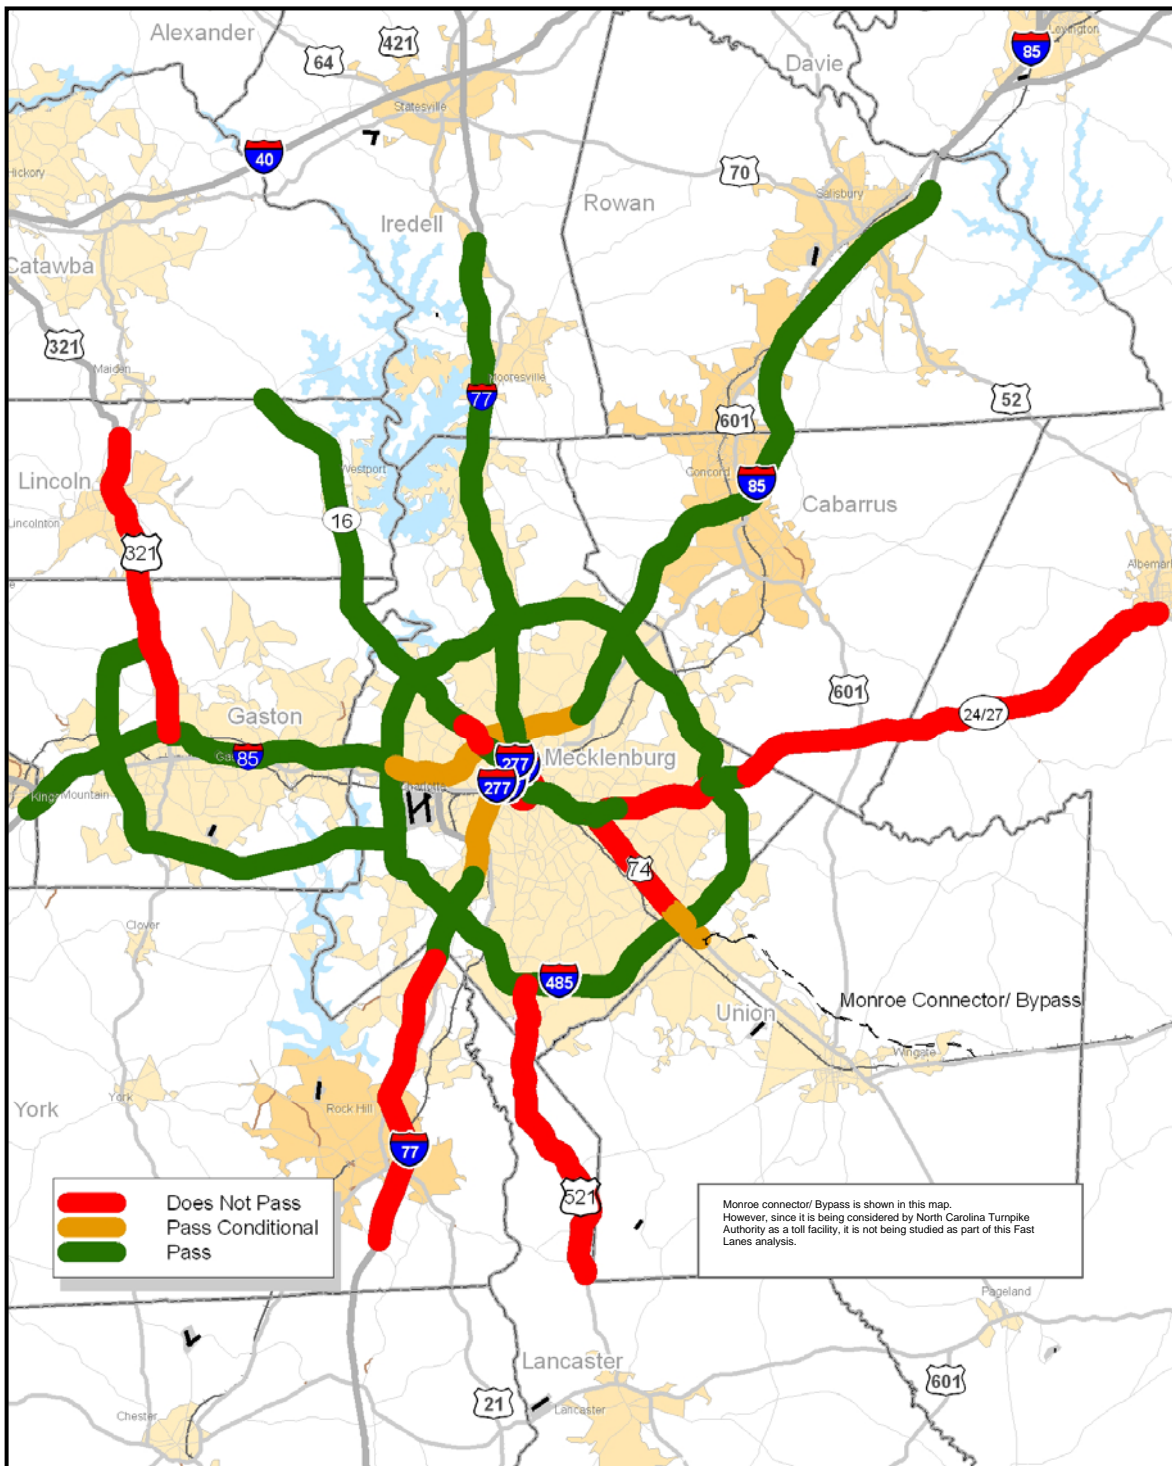 Alexander
421
64
85
Lexington
Davie
Statesville
40
70
Hickory
Salisbury
Rowan
Iredell
Catawba
321
Maiden
Mooresville
77
52
601
Westport
Concord
85
Lincoln
Cabarrus
16
Lincolnton
321
Albemarl
601
24/27
Gaston
Mecklenburg
85
277
277
Kings Mountain
74
Clover
485
Union
Monroe Connector/ Bypass
Wingate
York
York
Rock Hill
77
521
Does Not Pass
Pass Conditional
Pass
Monroe connector/ Bypass is shown in this map.
However, since it is being considered by North Carolina Turnpike
Authority as a toll facility, it is not being studied as part of this Fast
Lanes analysis.
Pageland
Lancaster
601
21
Lancaster
Chester